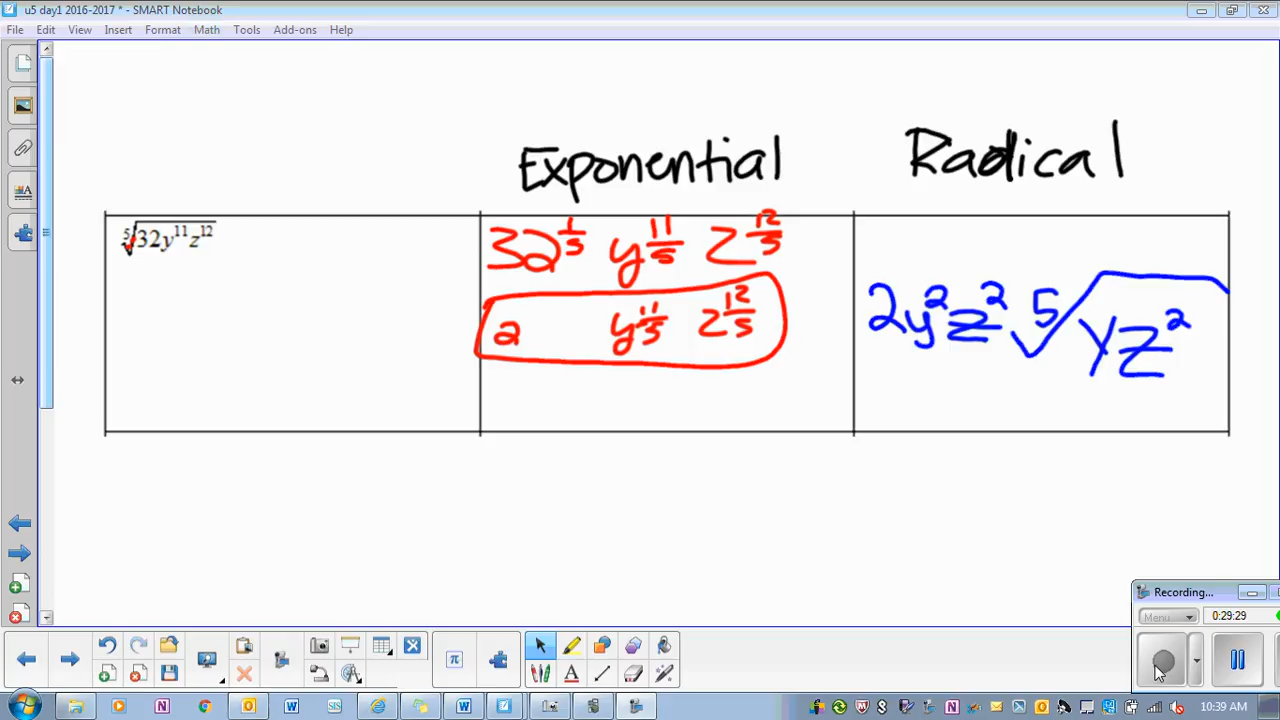 u5 day1 2016-2017 * - SMART Notebook
File Edit View Insert Format Math Tools Add-ons Help
Exponential Radical
⁵√32y¹¹z¹² 32^(1/5) y^(11/5) z^(12/5)
2 y^(11/5) z^(12/5) 2y²z² ⁵√yz²
Recording...
Menu 0:29:29
10:39 AM